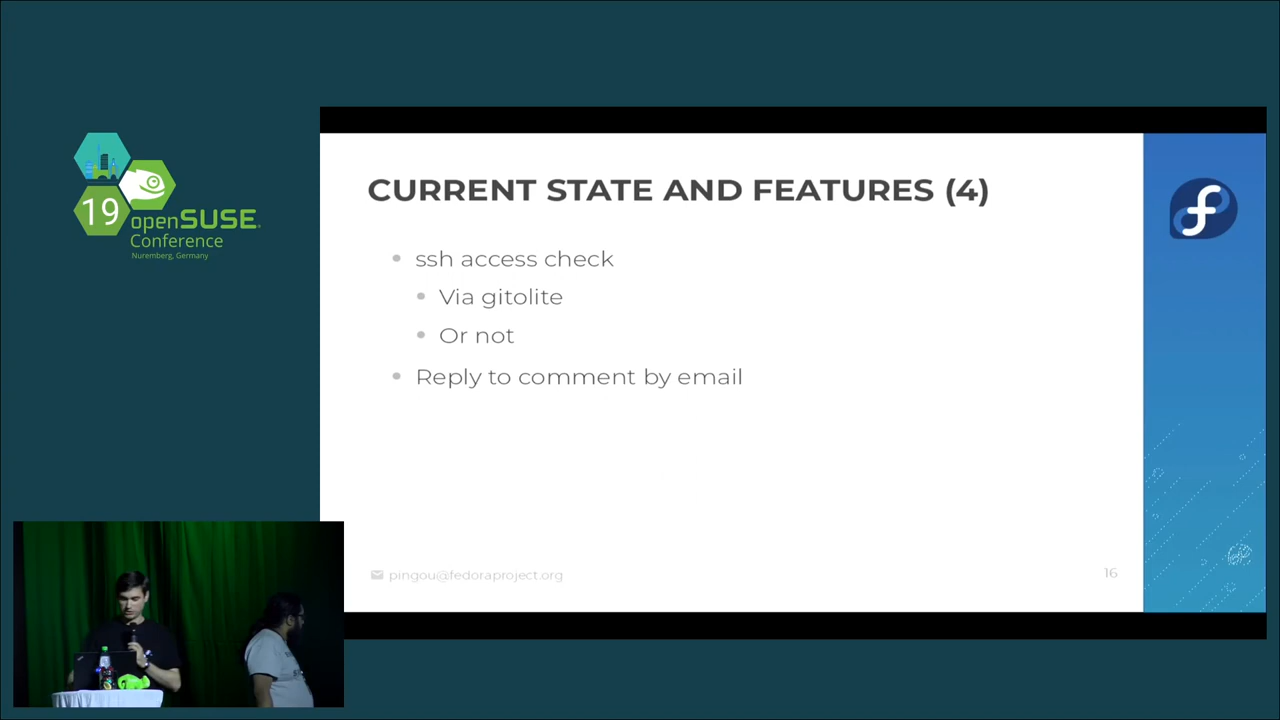 19
openSUSE
Conference
Nuremberg, Germany
CURRENT STATE AND FEATURES (4)
ssh access check
Via gitolite
Or not
Reply to comment by email
pingou@fedoraproject.org
16